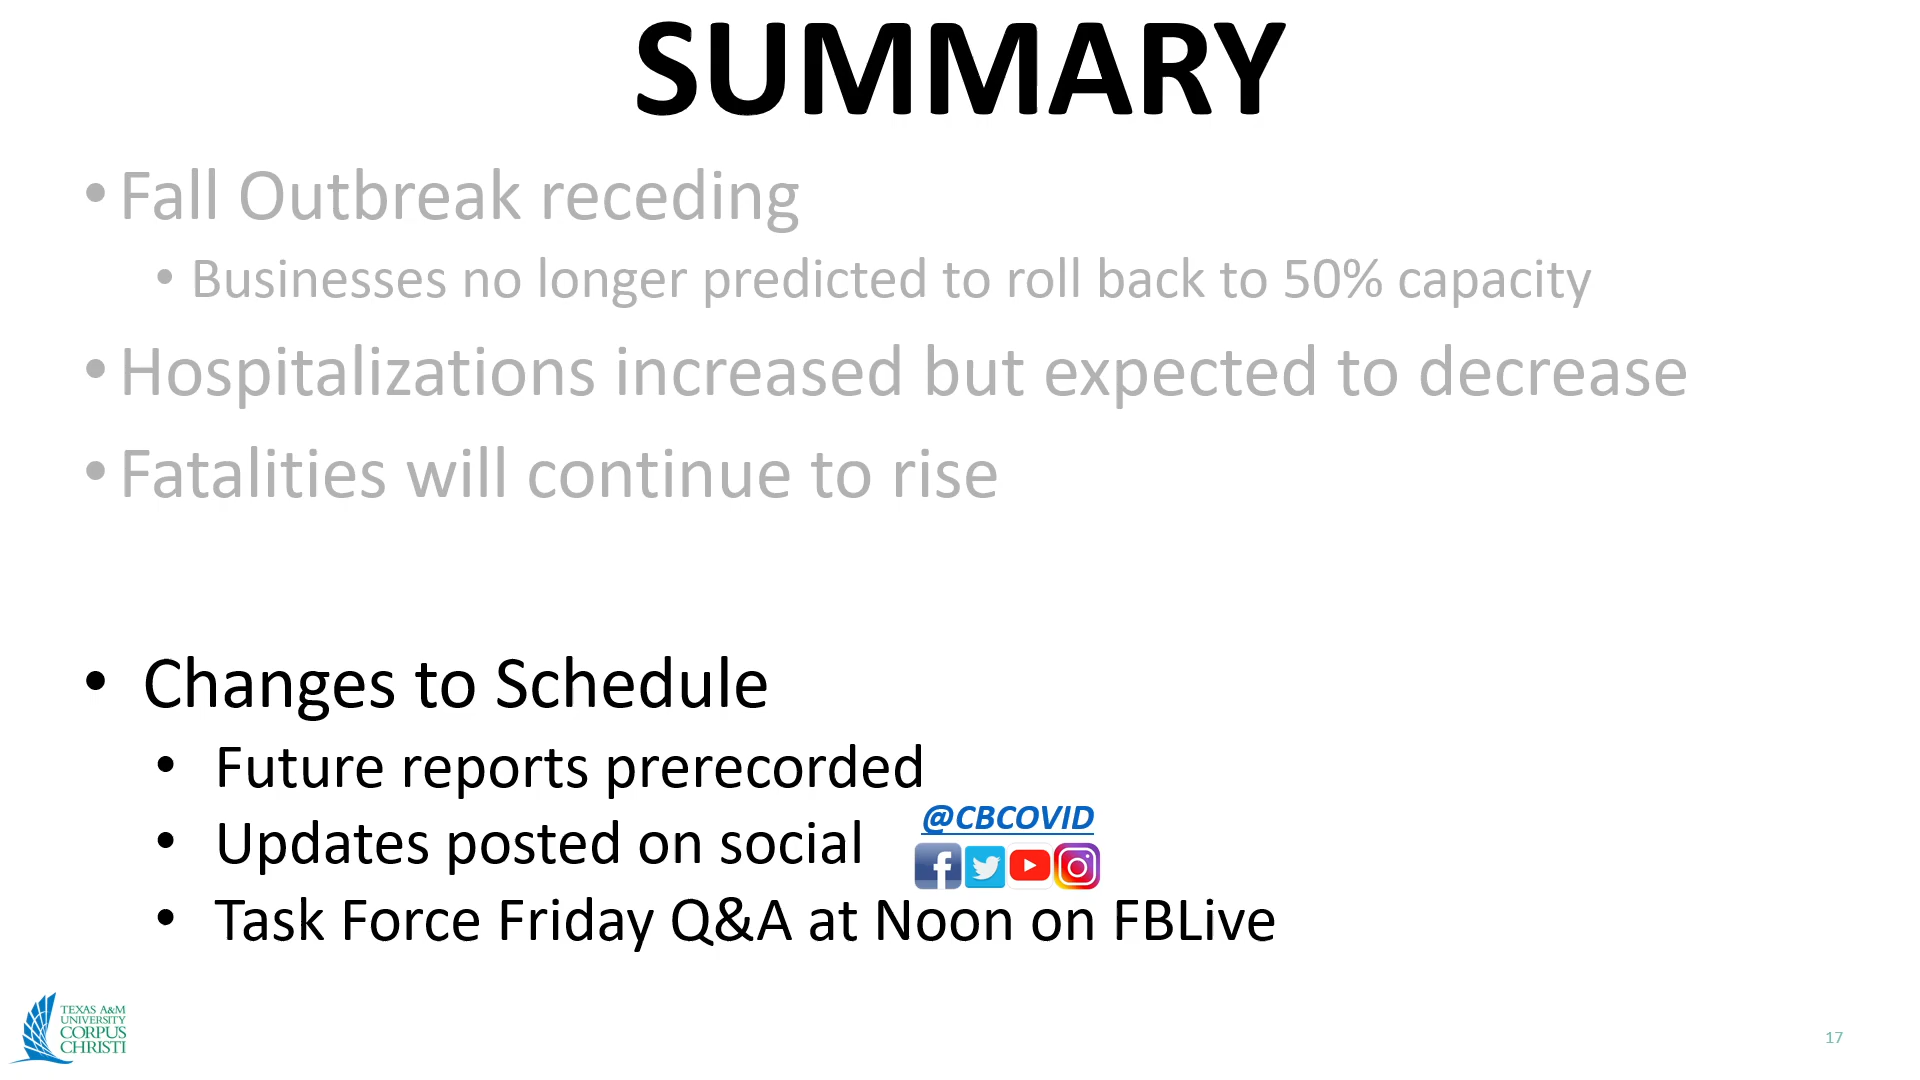 SUMMARY
• Fall Outbreak receding
• Businesses no longer predicted to roll back to 50% capacity
• Hospitalizations increased but expected to decrease
• Fatalities will continue to rise
• Changes to Schedule
• Future reports prerecorded
@CBCOVID
• Updates posted on social
• Task Force Friday Q&A at Noon on FBLive
TEXAS A&M
UNIVERSITY
CORPUS
CHRISTI
17